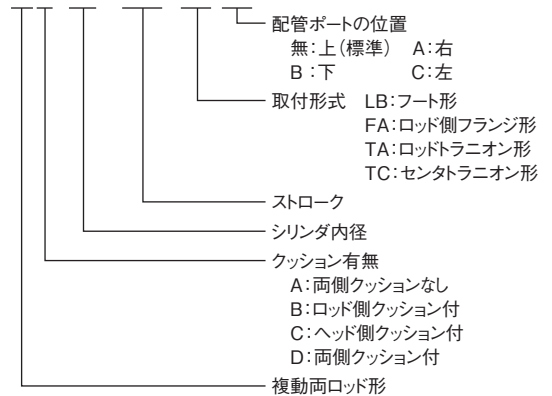 配管ポートの位置
無：上（標準） A：右
B：下 C：左
取付形式 LB：フート形
FA：ロッド側フランジ形
TA：ロッドトラニオン形
TC：センタトラニオン形
ストローク
シリンダ内径
クッション有無
A：両側クッションなし
B：ロッド側クッション付
C：ヘッド側クッション付
D：両側クッション付
複動両ロッド形